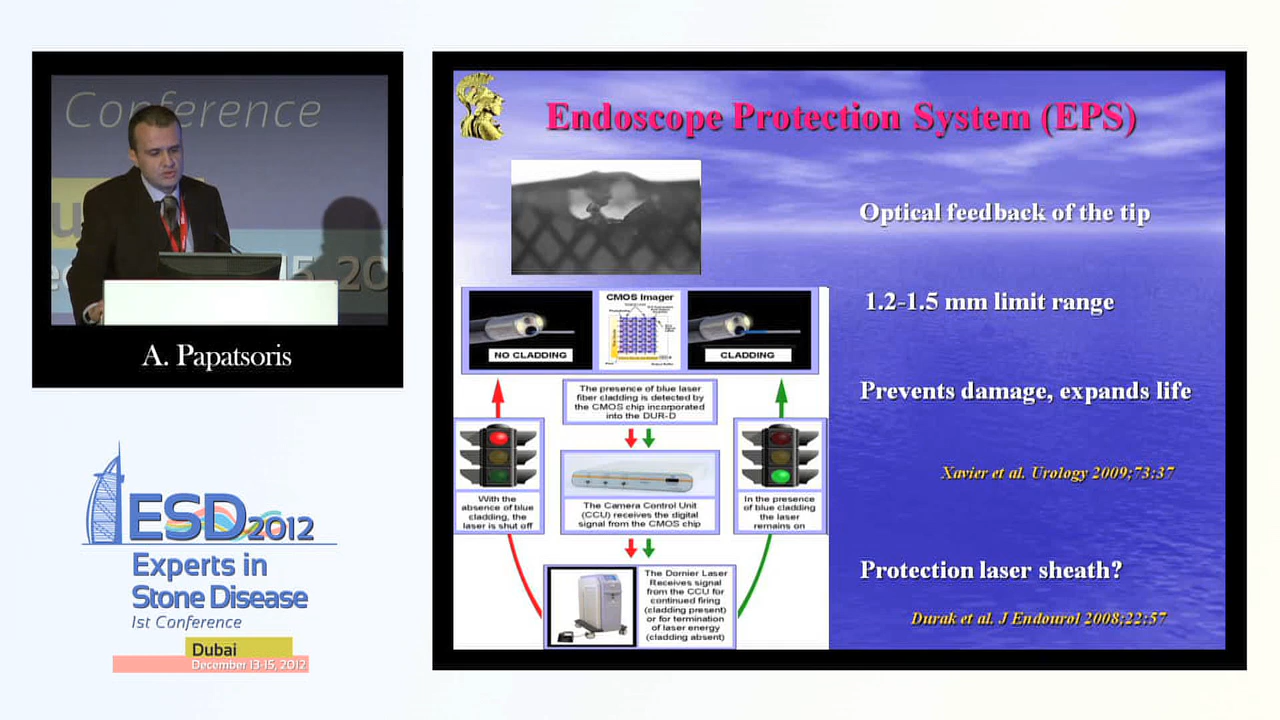 Conference
15, 20
A. Papatsoris
ESD2012
Experts in
Stone Disease
1st Conference
Dubai
December 13-15, 2012
Endoscope Protection System (EPS)
Optical feedback of the tip
1.2-1.5 mm limit range
Prevents damage, expands life
Xavier et al. Urology 2009;73:37
Protection laser sheath?
Durak et al. J Endourol 2008;22:57
NO CLADDING
CMOS Imager
CLADDING
The presence of blue laser
fiber cladding is detected by
the CMOS chip incorporated
into the DUR-D
With the
absence of blue
cladding, the
laser is shut off
The Camera Control Unit
(CCU) receives the digital
signal from the CMOS chip
In the presence
of blue cladding
the laser
remains on
The Dornier Laser
Receives signal
from the CCU for
continued firing
(cladding present)
or for termination
of laser energy
(cladding absent)